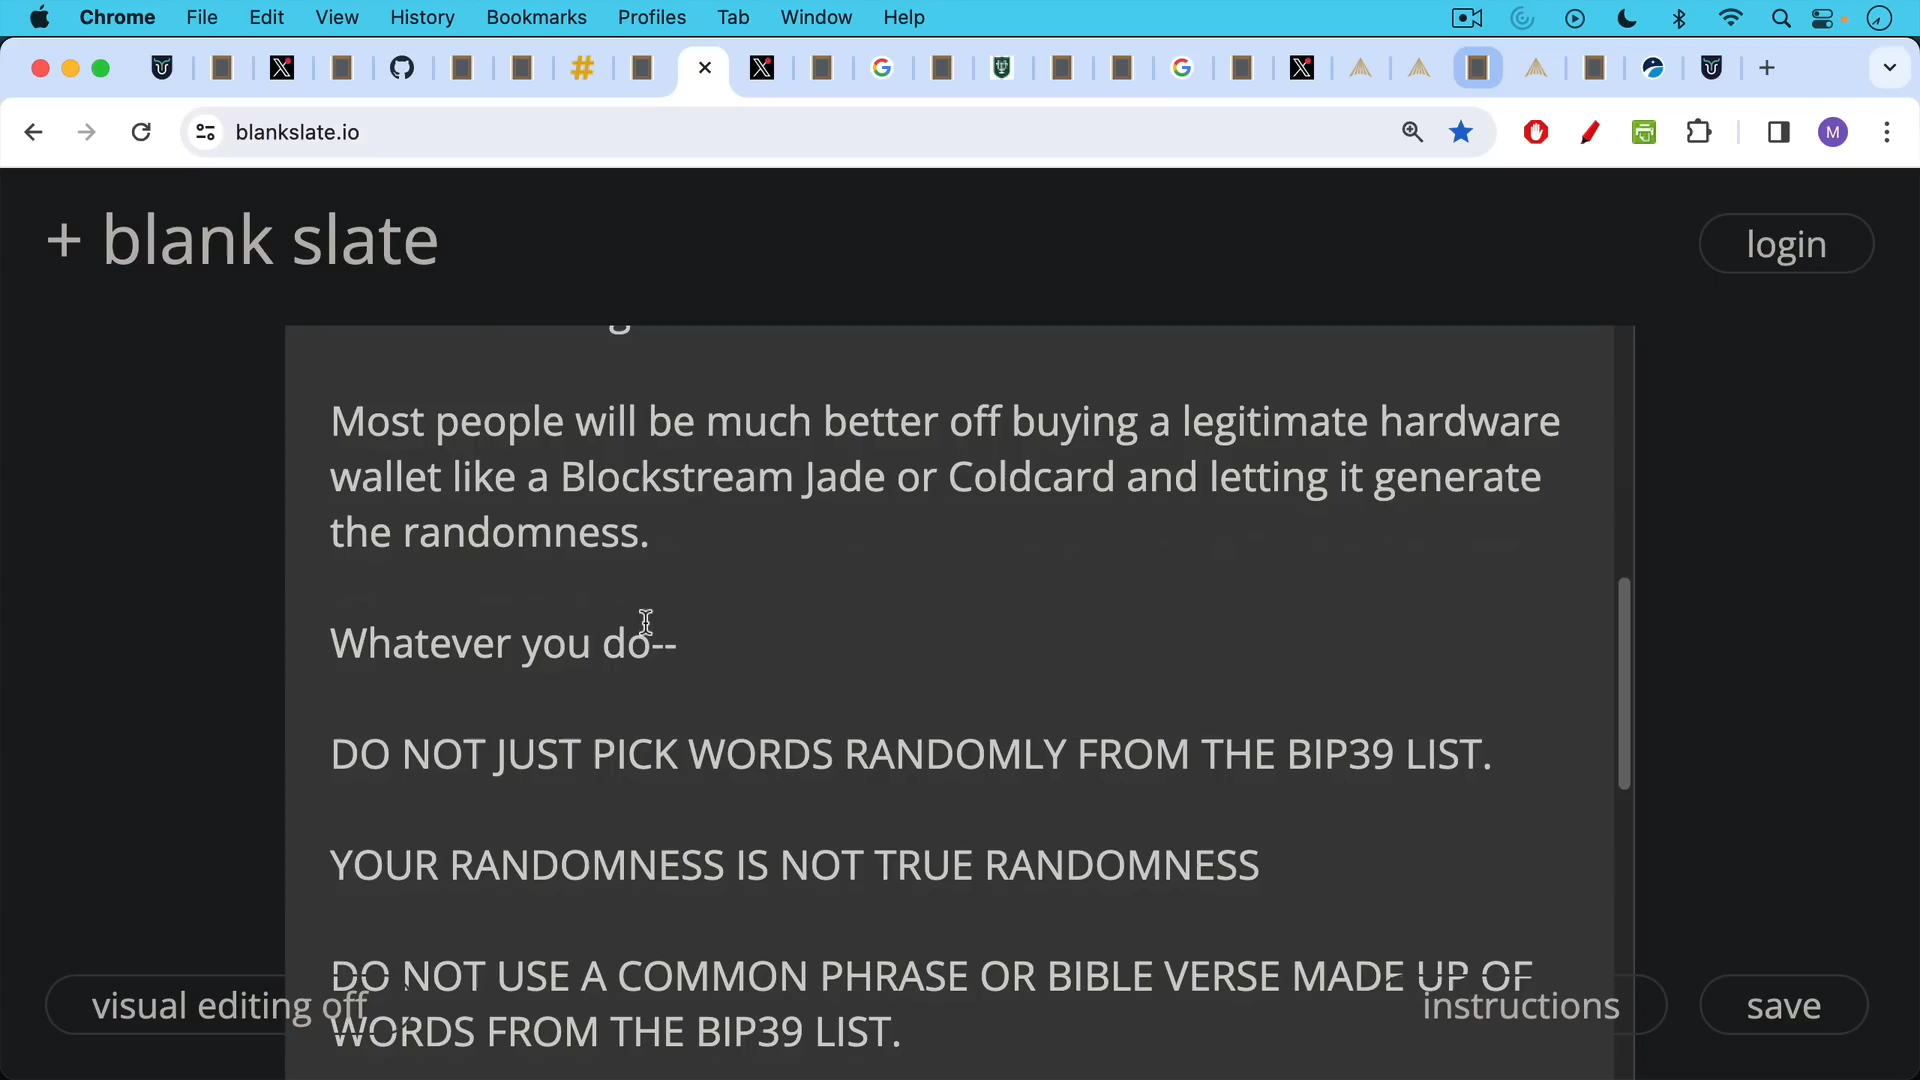 Chrome File Edit View History Bookmarks Profiles Tab Window Help
blankslate.io
M
+ blank slate
login
Most people will be much better off buying a legitimate hardware
wallet like a Blockstream Jade or Coldcard and letting it generate
the randomness.
Whatever you do--
DO NOT JUST PICK WORDS RANDOMLY FROM THE BIP39 LIST.
YOUR RANDOMNESS IS NOT TRUE RANDOMNESS
DO NOT USE A COMMON PHRASE OR BIBLE VERSE MADE UP OF
WORDS FROM THE BIP39 LIST.
visual editing off
instructions
save